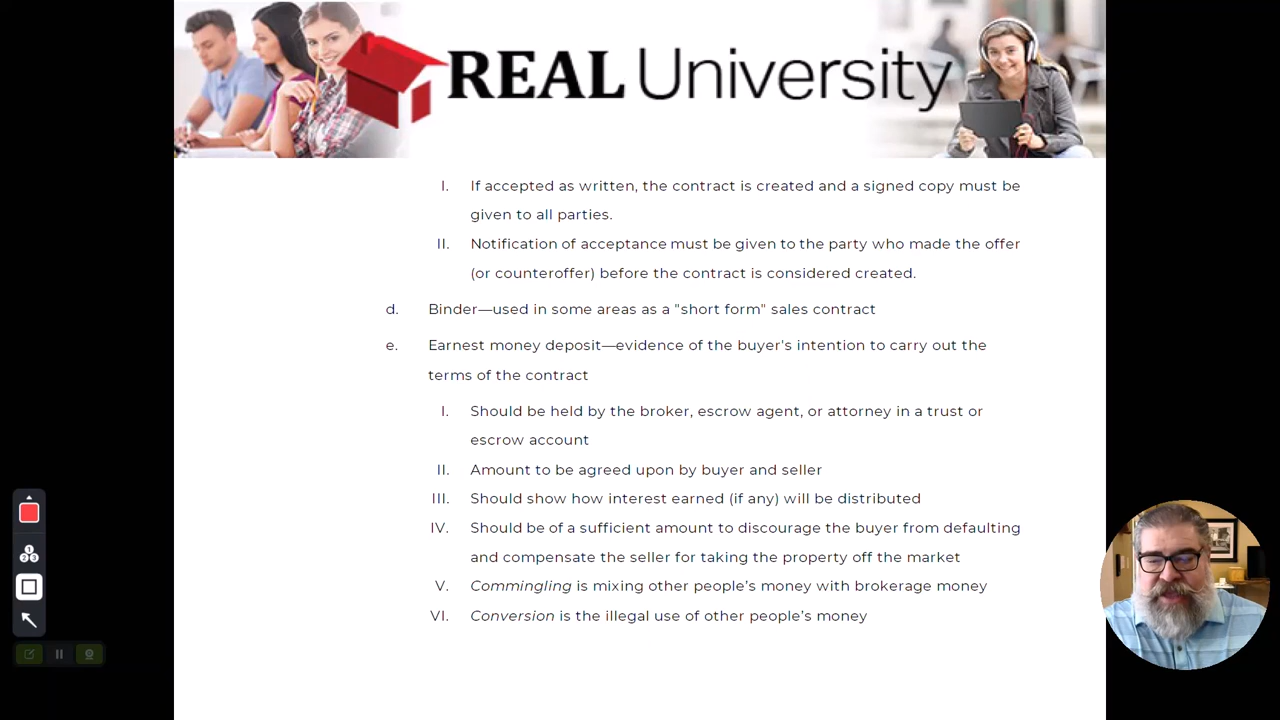 REAL University
I. If accepted as written, the contract is created and a signed copy must be
given to all parties.
II. Notification of acceptance must be given to the party who made the offer
(or counteroffer) before the contract is considered created.
d. Binder—used in some areas as a "short form" sales contract
e. Earnest money deposit—evidence of the buyer's intention to carry out the
terms of the contract
I. Should be held by the broker, escrow agent, or attorney in a trust or
escrow account
II. Amount to be agreed upon by buyer and seller
III. Should show how interest earned (if any) will be distributed
IV. Should be of a sufficient amount to discourage the buyer from defaulting
and compensate the seller for taking the property off the market
V. Commingling is mixing other people's money with brokerage money
VI. Conversion is the illegal use of other people's money